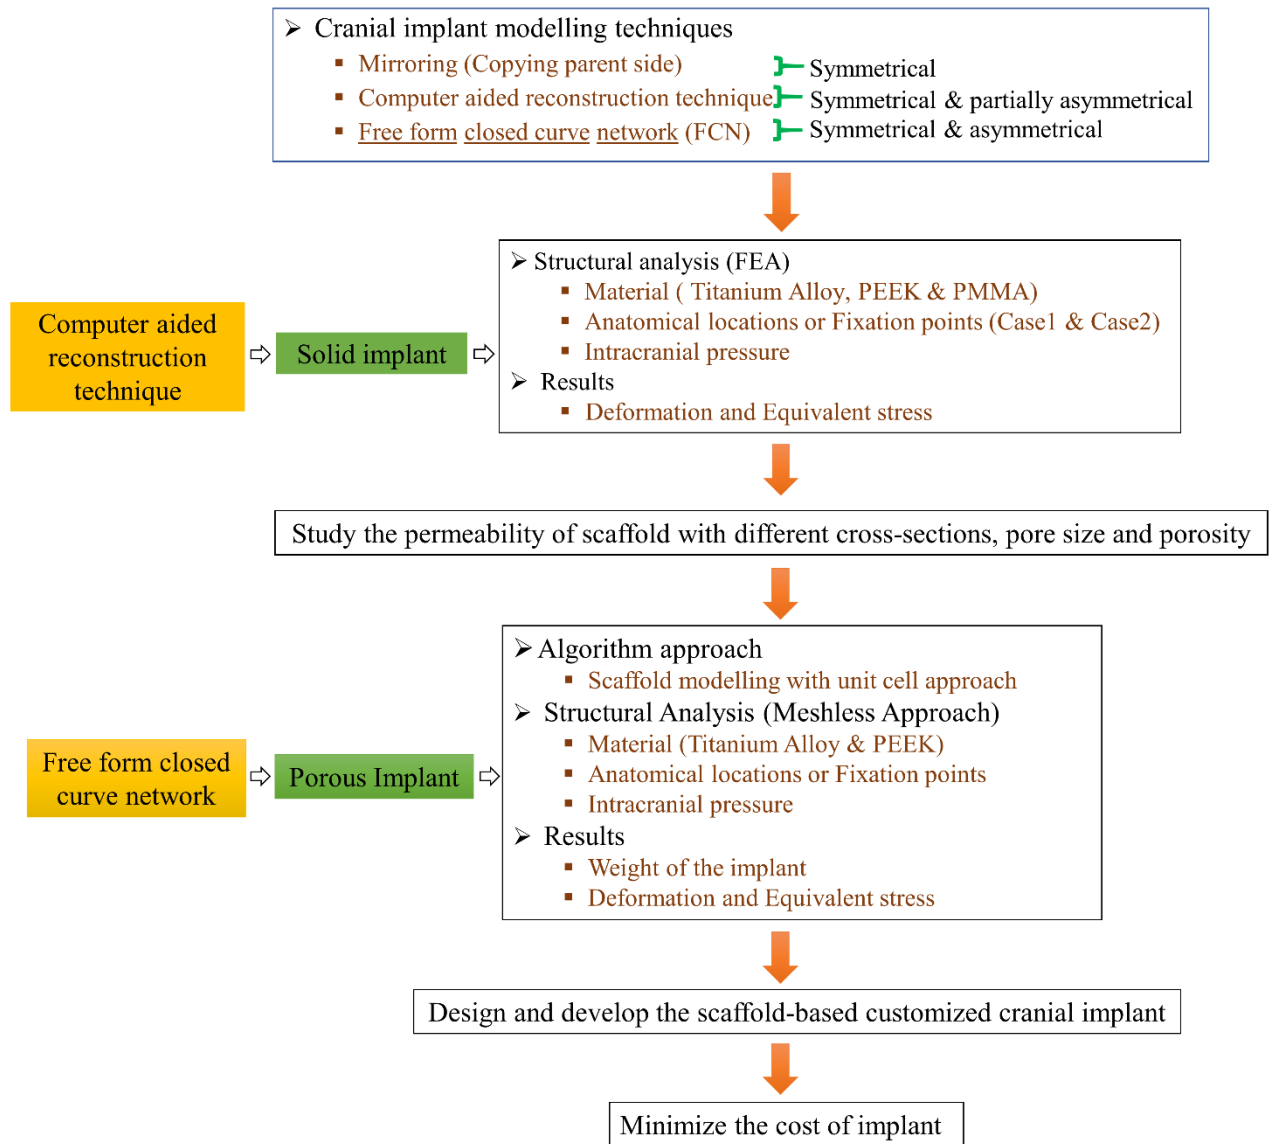 ➢ Cranial implant modelling techniques
▪ Mirroring (Copying parent side) Symmetrical
▪ Computer aided reconstruction technique Symmetrical & partially asymmetrical
▪ Free form closed curve network (FCN) Symmetrical & asymmetrical
Computer aided
reconstruction
technique
Solid implant
➢ Structural analysis (FEA)
▪ Material ( Titanium Alloy, PEEK & PMMA)
▪ Anatomical locations or Fixation points (Case1 & Case2)
▪ Intracranial pressure
➢ Results
▪ Deformation and Equivalent stress
Study the permeability of scaffold with different cross-sections, pore size and porosity
Free form closed
curve network
Porous Implant
➢ Algorithm approach
▪ Scaffold modelling with unit cell approach
➢ Structural Analysis (Meshless Approach)
▪ Material (Titanium Alloy & PEEK)
▪ Anatomical locations or Fixation points
▪ Intracranial pressure
➢ Results
▪ Weight of the implant
▪ Deformation and Equivalent stress
Design and develop the scaffold-based customized cranial implant
Minimize the cost of implant